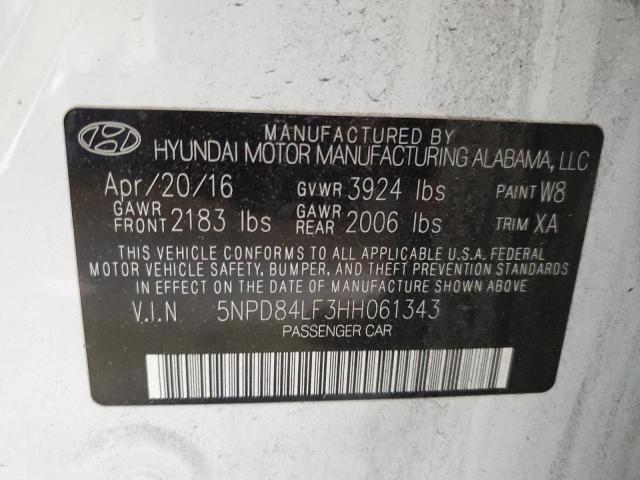 MANUFACTURED BY
HYUNDAI MOTOR MANUFACTURING ALABAMA, LLC
Apr/20/16 GVWR 3924 lbs PAINT W8
GAWR FRONT 2183 lbs GAWR REAR 2006 lbs TRIM XA
THIS VEHICLE CONFORMS TO ALL APPLICABLE U.S.A. FEDERAL
MOTOR VEHICLE SAFETY, BUMPER, AND THEFT PREVENTION STANDARDS
IN EFFECT ON THE DATE OF MANUFACTURE SHOWN ABOVE.
V.I.N. 5NPD84LF3HH061343
PASSENGER CAR